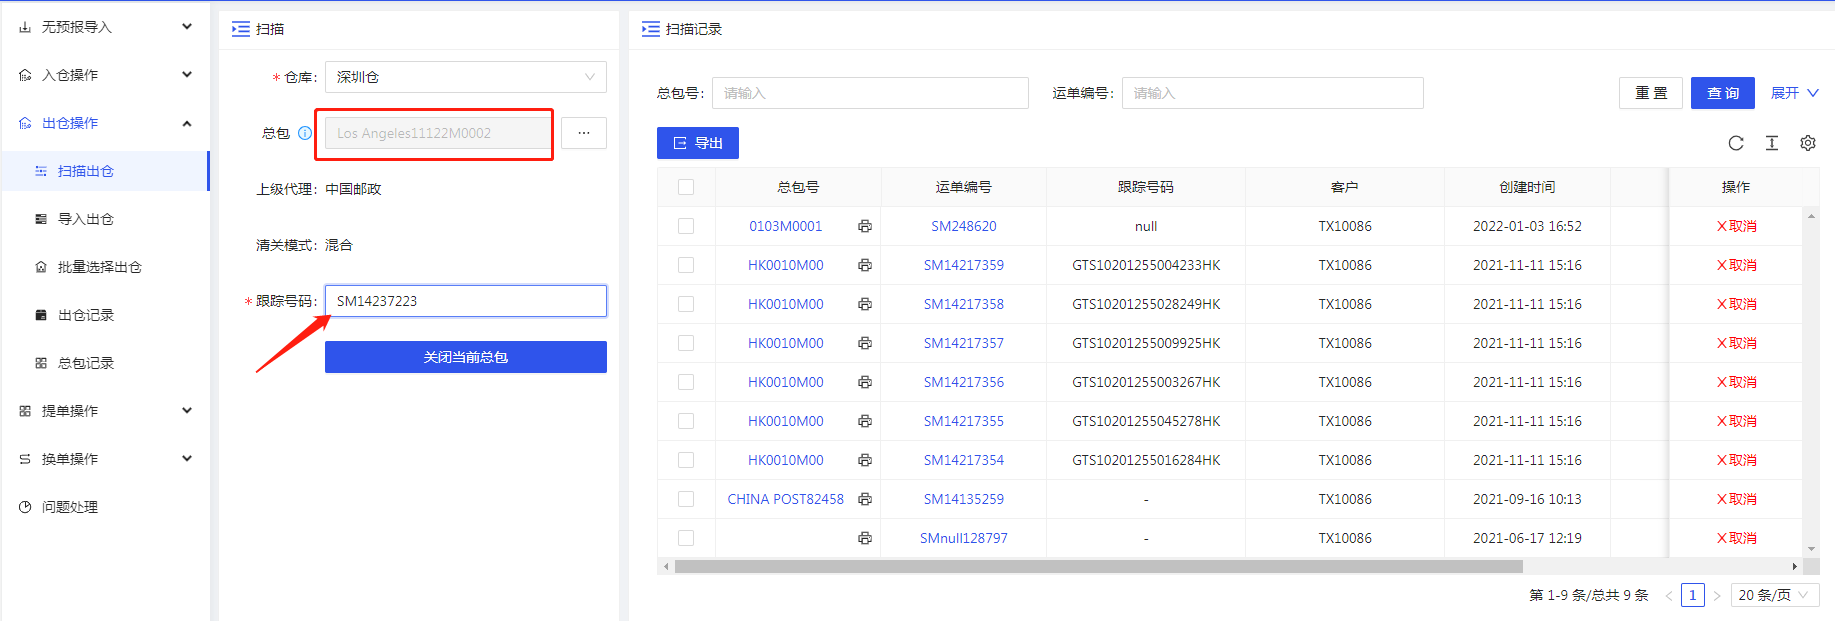 无预报导入
入仓操作
出仓操作
扫描出仓
导入出仓
批量选择出仓
出仓记录
总包记录
提单操作
换单操作
问题处理
扫描
* 仓库: 深圳仓
总包 Los Angeles11122M0002 ···
上级代理: 中国邮政
清关模式: 混合
* 跟踪号码: SM14237223
关闭当前总包
扫描记录
总包号: 请输入 运单编号: 请输入 重 置 查 询 展开
导出
总包号 运单编号 跟踪号码 客户 创建时间 操作
0103M0001 SM248620 null TX10086 2022-01-03 16:52 X取消
HK0010M00 SM14217359 GTS10201255004233HK TX10086 2021-11-11 15:16 X取消
HK0010M00 SM14217358 GTS10201255028249HK TX10086 2021-11-11 15:16 X取消
HK0010M00 SM14217357 GTS10201255009925HK TX10086 2021-11-11 15:16 X取消
HK0010M00 SM14217356 GTS10201255003267HK TX10086 2021-11-11 15:16 X取消
HK0010M00 SM14217355 GTS10201255045278HK TX10086 2021-11-11 15:16 X取消
HK0010M00 SM14217354 GTS10201255016284HK TX10086 2021-11-11 15:16 X取消
CHINA POST82458 SM14135259 - TX10086 2021-09-16 10:13 X取消
SMnull128797 - TX10086 2021-06-17 12:19 X取消
第 1-9 条/总共 9 条 < 1 > 20 条/页